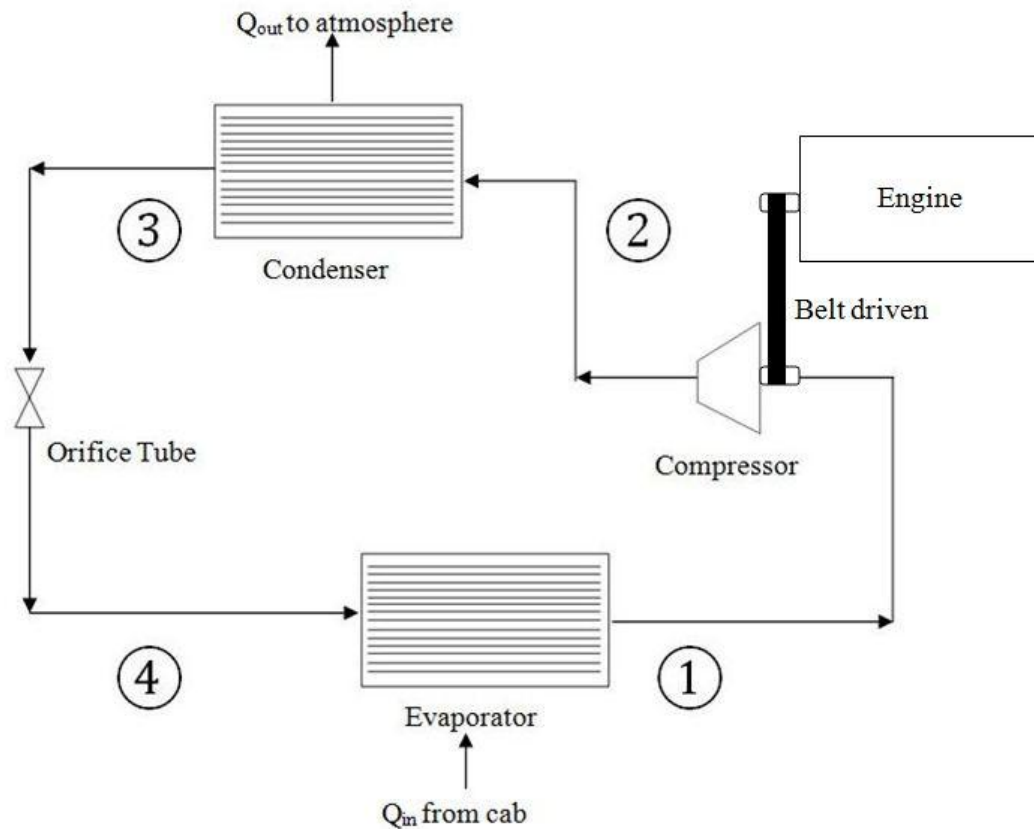 Qout to atmosphere
Engine
3
2
Condenser
Belt driven
Orifice Tube
Compressor
4
1
Evaporator
Qin from cab